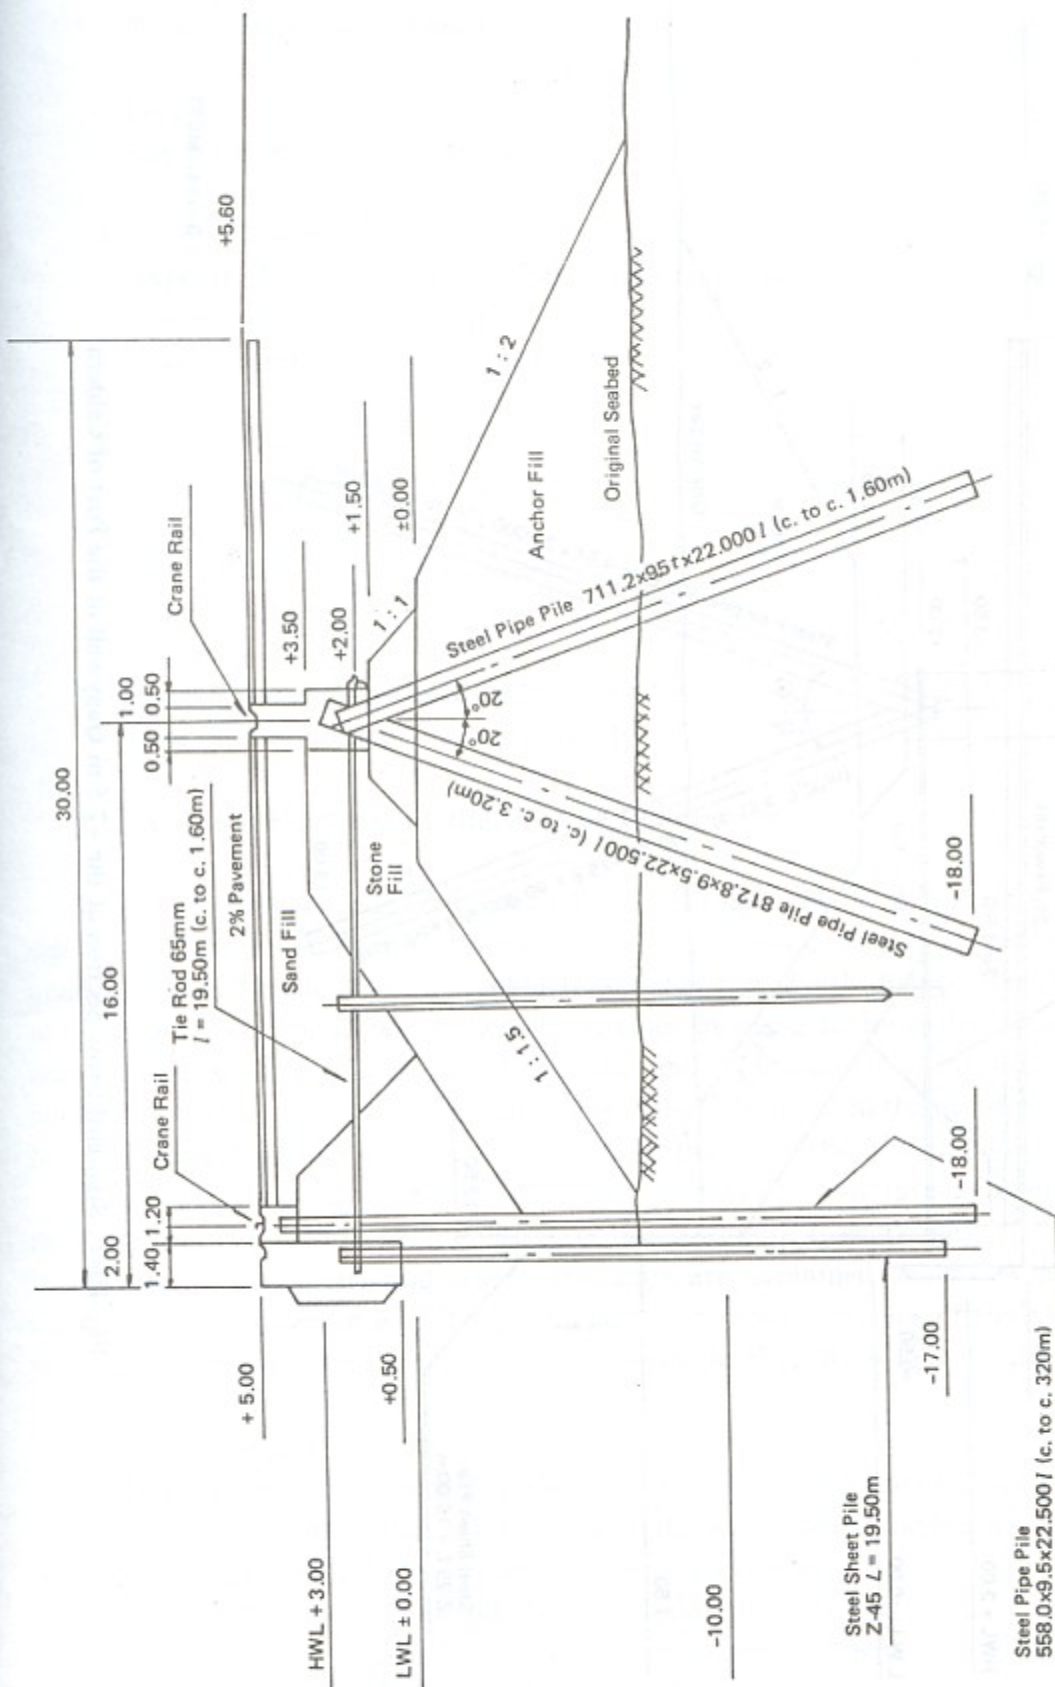 30.00
2.00
16.00
1.00
1.40
1.20
0.50
0.50
Crane Rail
Tie Rod 65mm
l = 19.50m (c. to c. 1.60m)
2% Pavement
Crane Rail
+5.60
+ 5.00
Sand Fill
+3.50
HWL + 3.00
+2.00
+1.50
Stone
Fill
1 : 1
+0.50
±0.00
LWL ± 0.00
1 : 2
20°
20°
Anchor Fill
1 : 1.5
Original Seabed
Steel Pipe Pile 711.2x9.5tx22.000 l (c. to c. 1.60m)
Steel Pipe Pile 812.8x9.5x22.500 l (c. to c. 3.20m)
-10.00
-18.00
-18.00
-17.00
Steel Sheet Pile
Z-45 L = 19.50m
Steel Pipe Pile
558.0x9.5x22.500 l (c. to c. 320m)